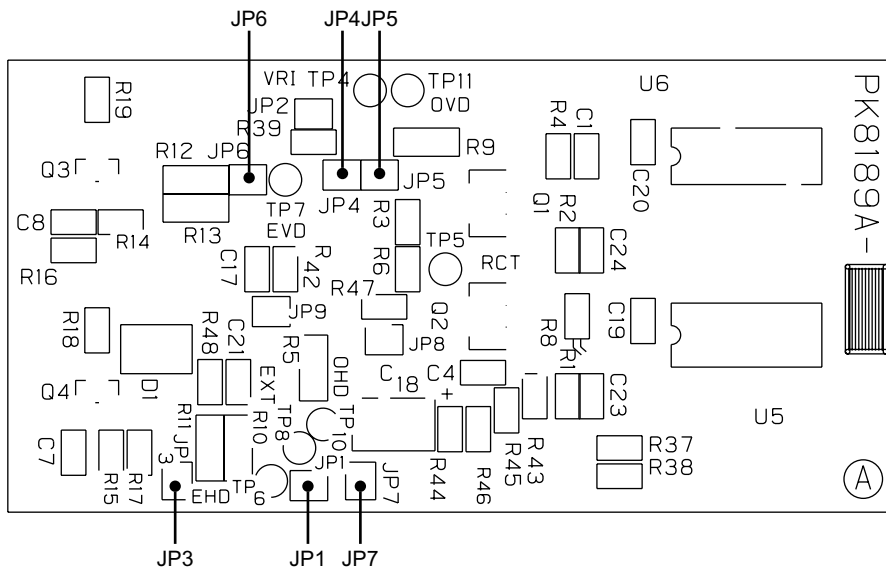 JP6 JP4 JP5
R19
VRI TP4 TP11
JP2 OVD
R39
U6
PK8189A-
R4 C1
Q3 R12 JP6 R9
C20
JP4 JP5
TP7
EVD
C8 R14 R13
R3 Q1 R2 C24
R16
C17 R42 R6 TP5 RCT
R47
JP9 Q2
R18 R48 C21 R5 OHD JP8 R8 C19
D1 R1
Q4 EXT C18 C4 +
C23 U5
R11 R10 TP8 TP10
C7 JP3 JP1 JP7
R15 R17 EHD TP6 R44 R46 R45 R43
R37
R38
A
JP3 JP1 JP7